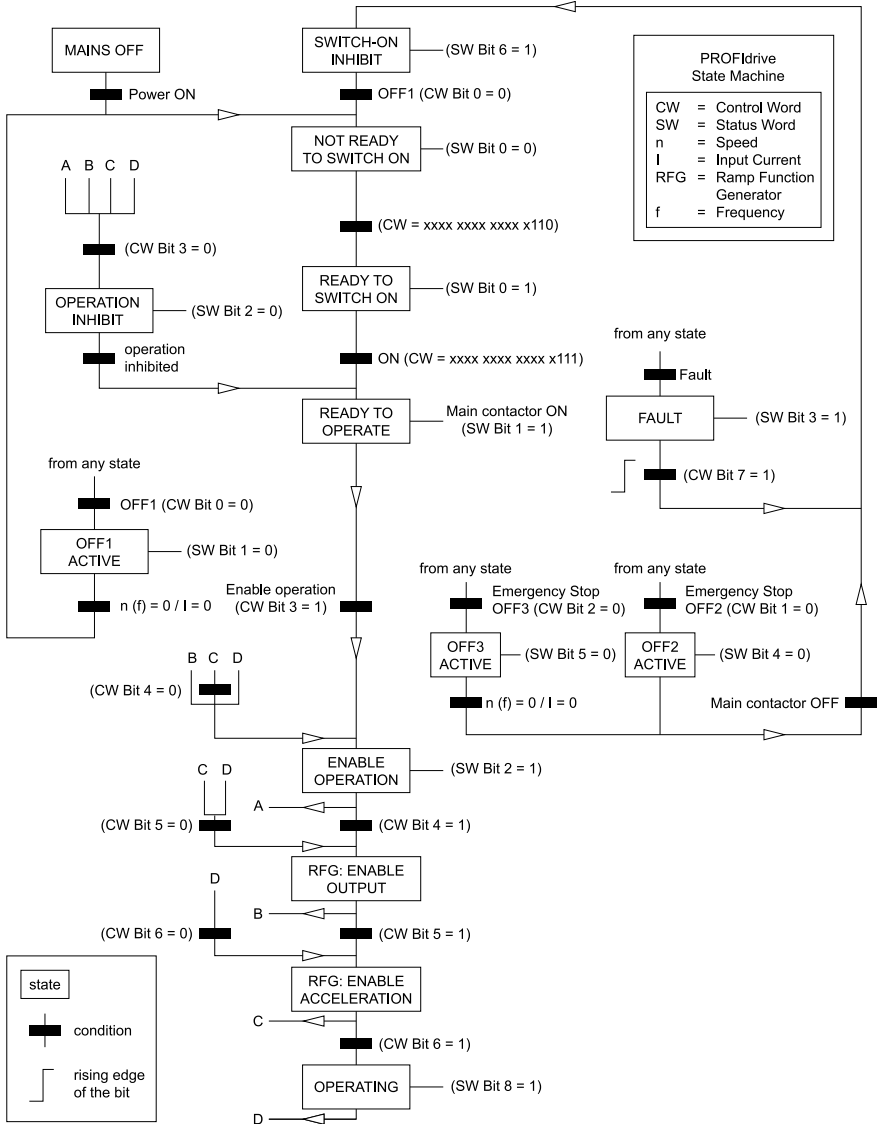 MAINS OFF
Power ON
SWITCH-ON
INHIBIT
(SW Bit 6 = 1)
OFF1 (CW Bit 0 = 0)
NOT READY
TO SWITCH ON
(SW Bit 0 = 0)
PROFIdrive
State Machine
CW = Control Word
SW = Status Word
n = Speed
I = Input Current
RFG = Ramp Function
Generator
f = Frequency
A B C D
(CW Bit 3 = 0)
OPERATION
INHIBIT
(SW Bit 2 = 0)
operation
inhibited
(CW = xxxx xxxx xxxx x110)
READY TO
SWITCH ON
(SW Bit 0 = 1)
ON (CW = xxxx xxxx xxxx x111)
READY TO
OPERATE
Main contactor ON
(SW Bit 1 = 1)
from any state
Fault
FAULT
(SW Bit 3 = 1)
(CW Bit 7 = 1)
from any state
OFF1 (CW Bit 0 = 0)
OFF1
ACTIVE
(SW Bit 1 = 0)
n (f) = 0 / I = 0
Enable operation
(CW Bit 3 = 1)
from any state
Emergency Stop
OFF3 (CW Bit 2 = 0)
OFF3
ACTIVE
(SW Bit 5 = 0)
n (f) = 0 / I = 0
from any state
Emergency Stop
OFF2 (CW Bit 1 = 0)
OFF2
ACTIVE
(SW Bit 4 = 0)
Main contactor OFF
B C D
(CW Bit 4 = 0)
ENABLE
OPERATION
(SW Bit 2 = 1)
C D
A
(CW Bit 5 = 0)
(CW Bit 4 = 1)
RFG: ENABLE
OUTPUT
D
B
(CW Bit 6 = 0)
(CW Bit 5 = 1)
RFG: ENABLE
ACCELERATION
C
(CW Bit 6 = 1)
OPERATING
(SW Bit 8 = 1)
D
state
condition
rising edge
of the bit